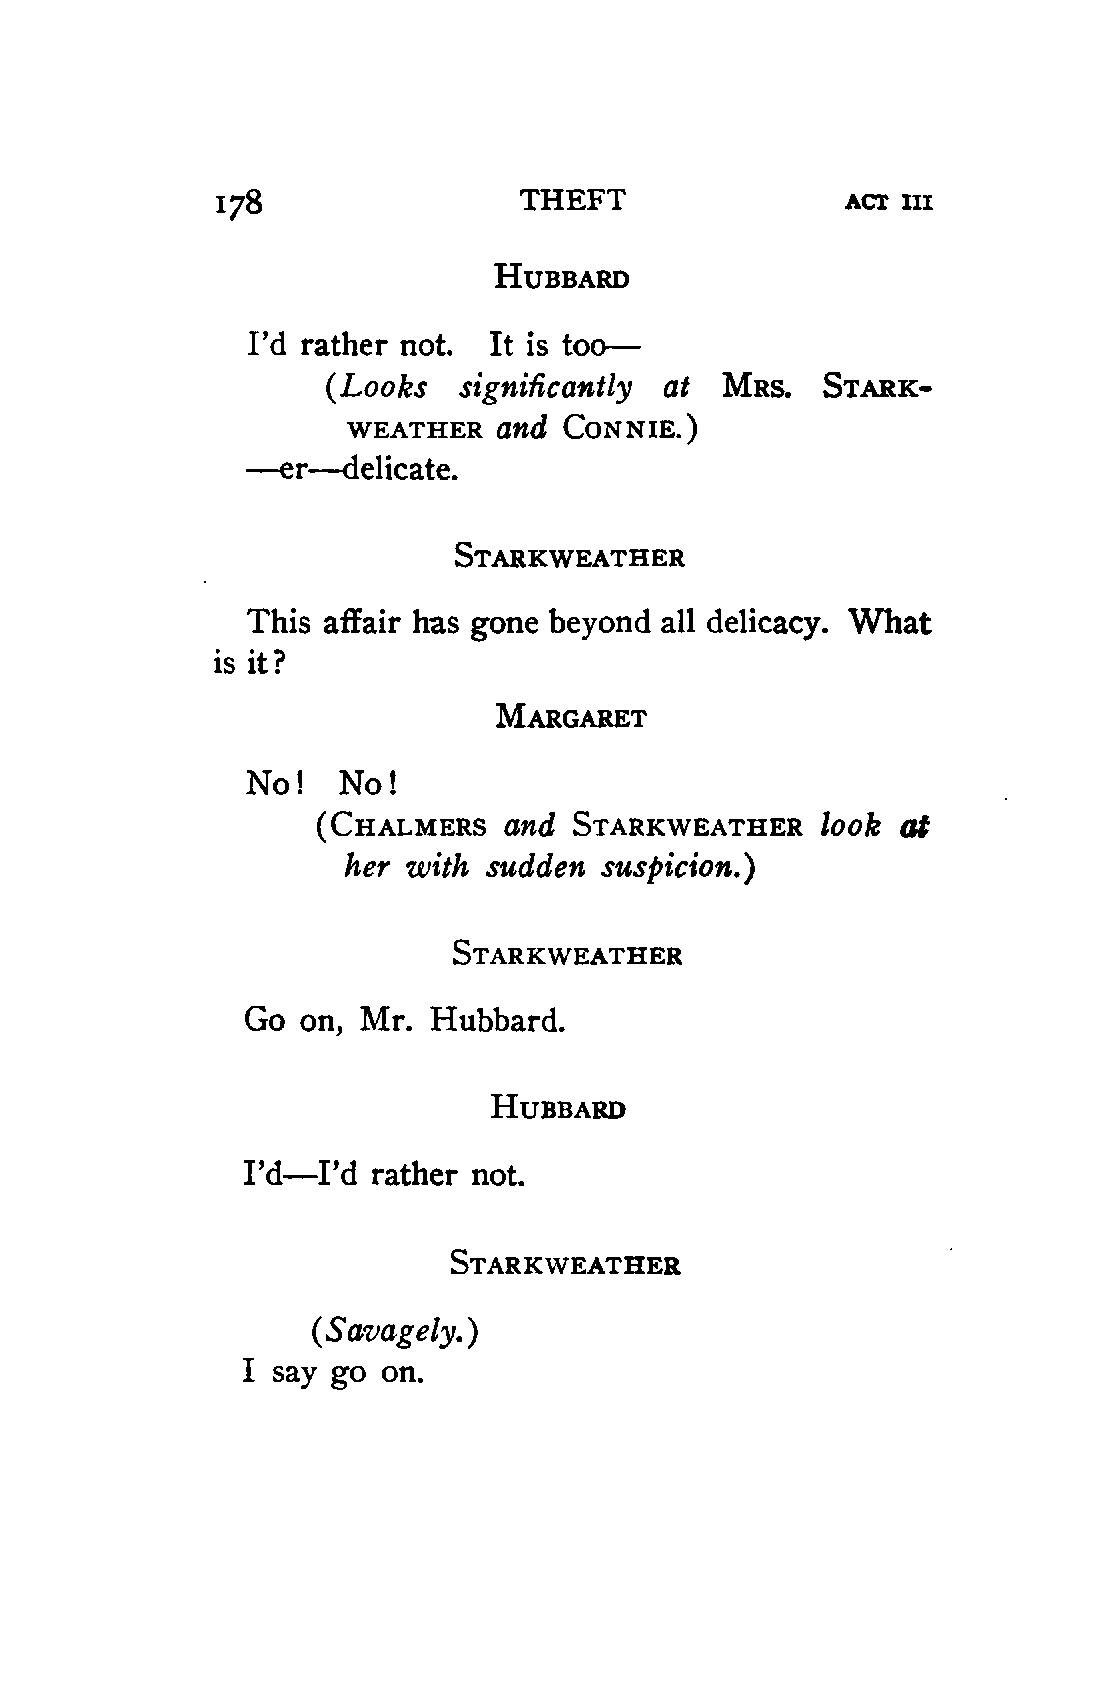 178 THEFT ACT III
HUBBARD
I'd rather not. It is too—
(Looks significantly at MRS. STARK-
WEATHER and CONNIE.)
—er—delicate.
STARKWEATHER
This affair has gone beyond all delicacy. What
is it?
MARGARET
No! No!
(CHALMERS and STARKWEATHER look at
her with sudden suspicion.)
STARKWEATHER
Go on, Mr. Hubbard.
HUBBARD
I'd—I'd rather not.
STARKWEATHER
(Savagely.)
I say go on.